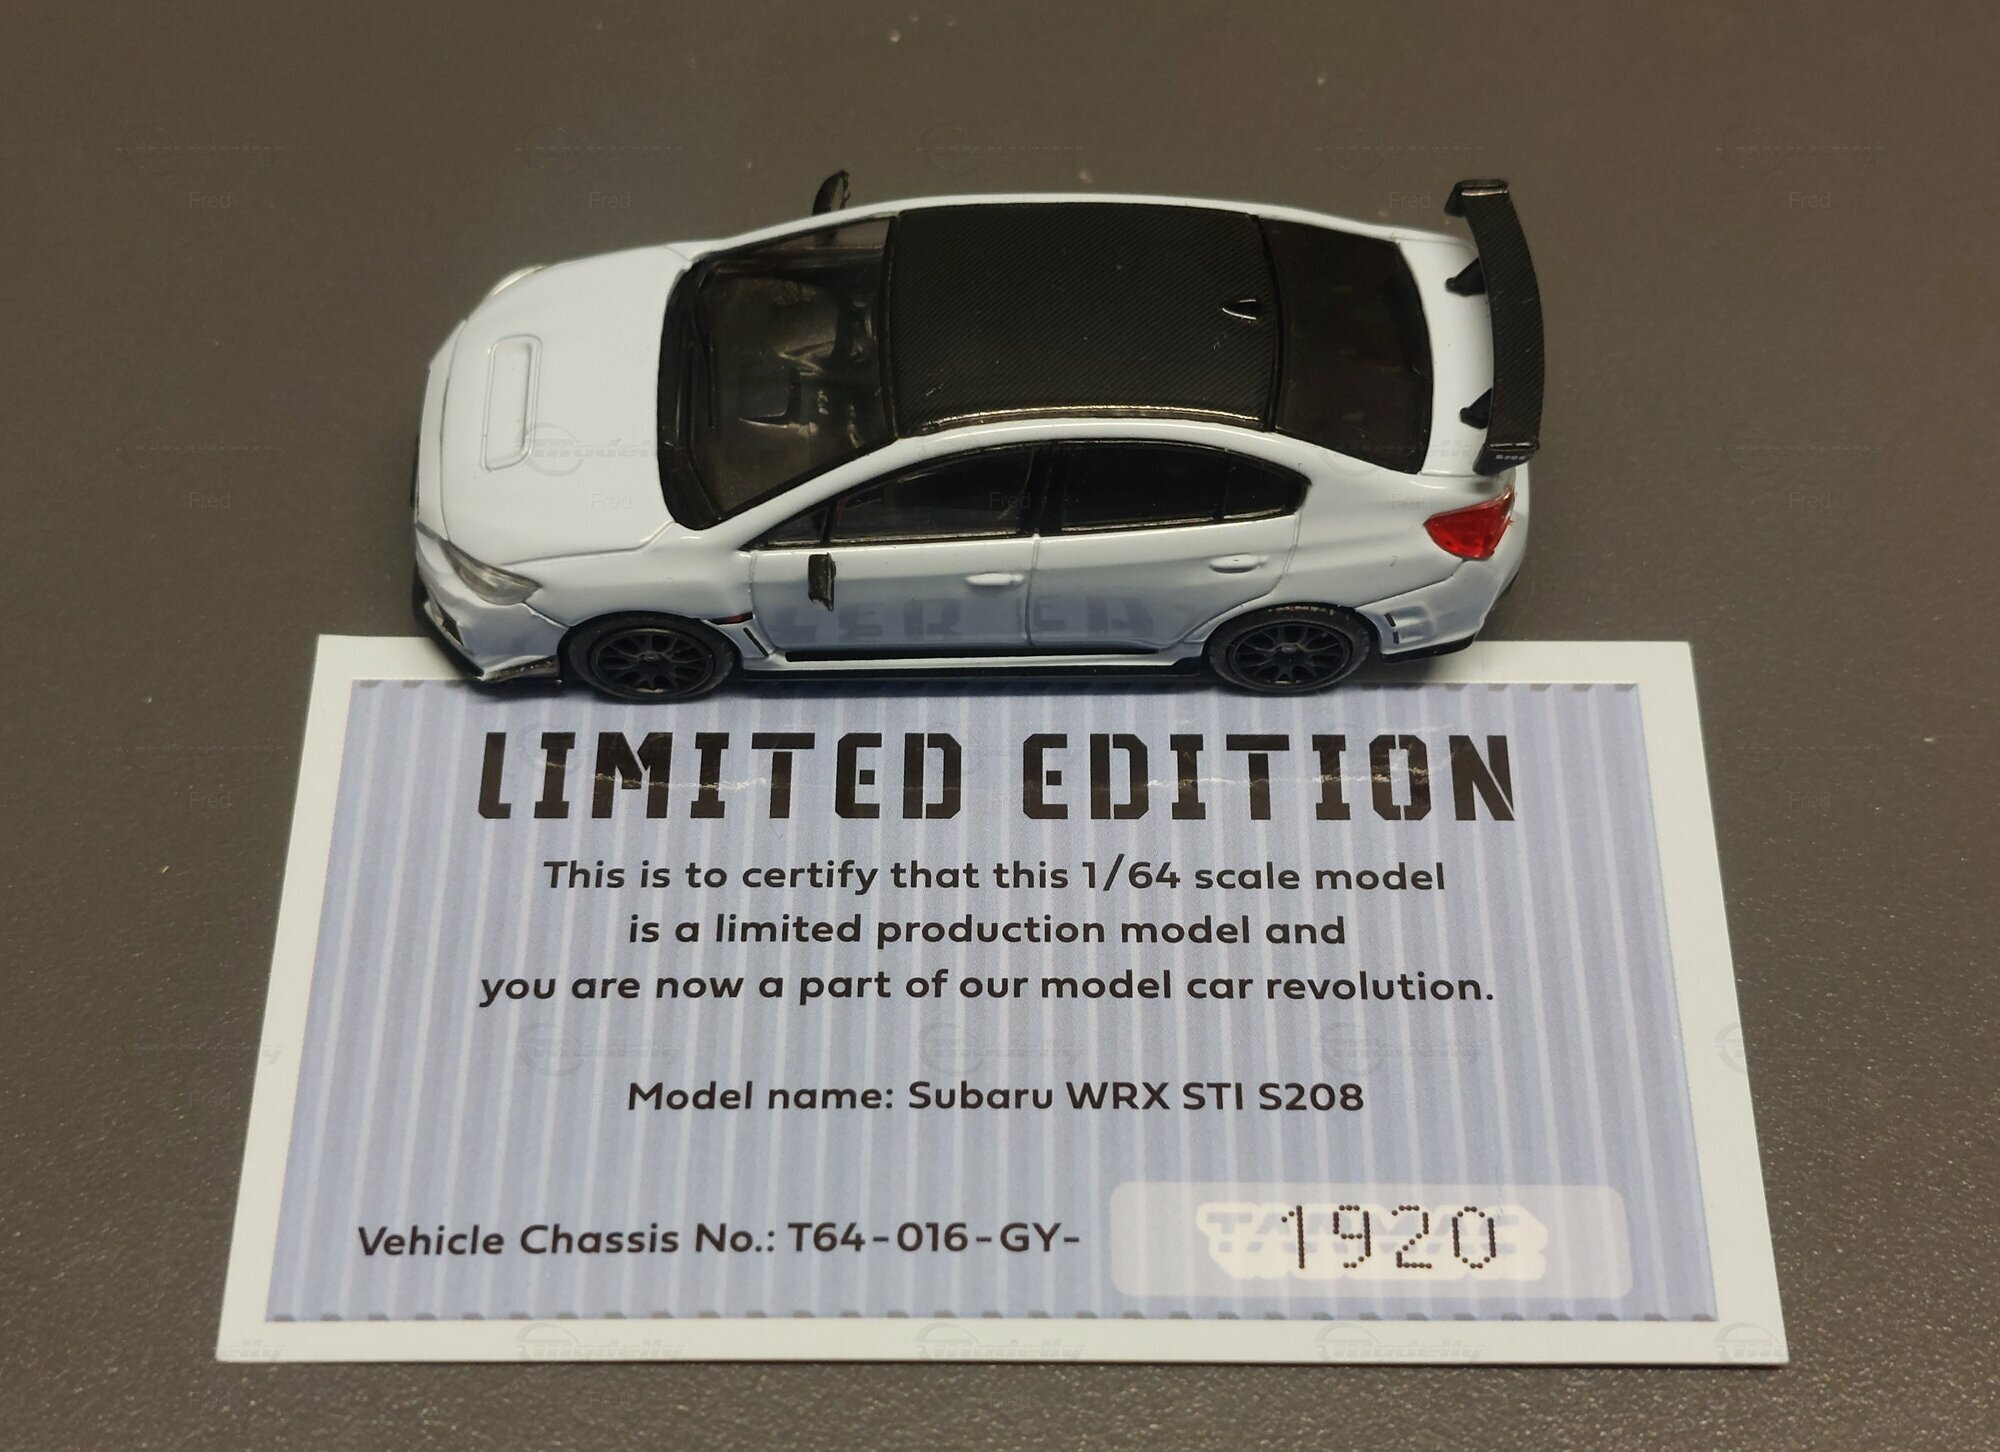 LIMITED EDITION
This is to certify that this 1/64 scale model
is a limited production model and
you are now a part of our model car revolution.
Model name: Subaru WRX STI S208
Vehicle Chassis No.: T64-016-GY- 1920
Modelly
Fred